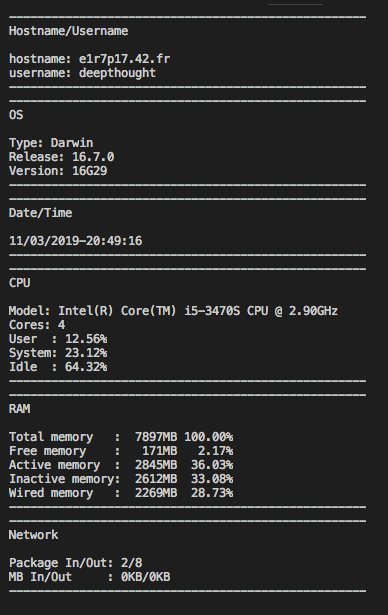 Hostname/Username
hostname: e1r7p17.42.fr
username: deepthought
OS
Type: Darwin
Release: 16.7.0
Version: 16G29
Date/Time
11/03/2019-20:49:16
CPU
Model: Intel(R) Core(TM) i5-3470S CPU @ 2.90GHz
Cores: 4
User  : 12.56%
System: 23.12%
Idle  : 64.32%
RAM
Total memory   :  7897MB 100.00%
Free memory    :   171MB   2.17%
Active memory  :  2845MB  36.03%
Inactive memory:  2612MB  33.08%
Wired memory   :  2269MB  28.73%
Network
Package In/Out: 2/8
MB In/Out     : 0KB/0KB